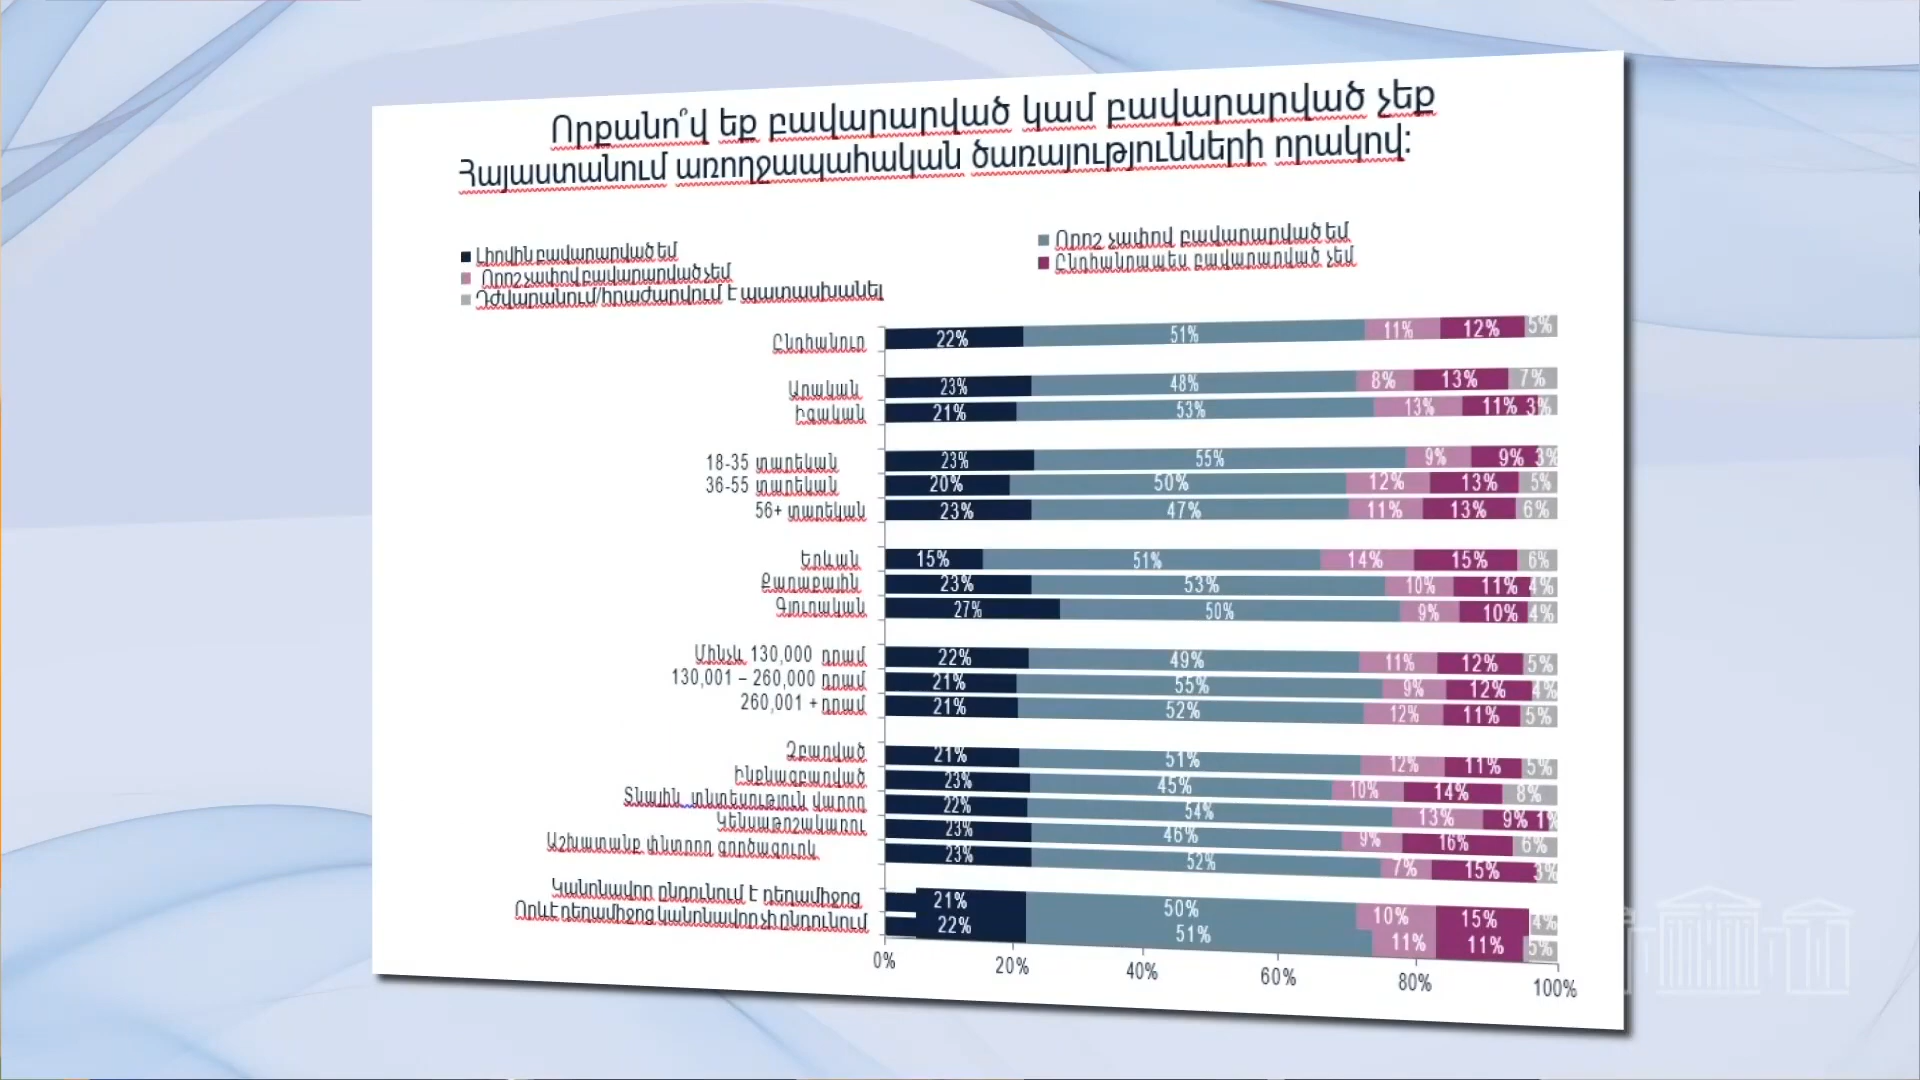 Որքանո՞վ եք բավարարված կամ բավարարված չեք
Հայաստանում առողջապահական ծառայությունների որակով:
Լիովին բավարարված եմ
Որոշ չափով բավարարված եմ
Որոշ չափով բավարարված չեմ
Ընդհանրապես բավարարված չեմ
Դժվարանում/հրաժարվում է պատասխանել
Ընդհանուր 22% 51% 11% 12% 5%
Արական 23% 48% 8% 13% 7%
Իգական 21% 53% 13% 11% 3%
18-35 տարեկան 23% 55% 9% 9% 3%
36-55 տարեկան 20% 50% 12% 13% 5%
56+ տարեկան 23% 47% 11% 13% 6%
Երևան 15% 51% 14% 15% 6%
Քաղաքային 23% 53% 10% 11% 4%
Գյուղական 27% 50% 9% 10% 4%
Մինչև 130,000 դրամ 22% 49% 11% 12% 5%
130,001 – 260,000 դրամ 21% 55% 9% 12% 4%
260,001 + դրամ 21% 52% 12% 11% 5%
Զբաղված 21% 51% 12% 11% 5%
Ինքնազբաղված 23% 45% 10% 14% 8%
Տնային տնտեսություն վարող 22% 54% 13% 9% 1%
Կենսաթոշակառու 23% 46% 9% 16% 6%
Աշխատանք փնտրող գործազուրկ 23% 52% 7% 15% 3%
Կանոնավոր ընդունում է դեղամիջոց 21% 50% 10% 15% 4%
Որևէ դեղամիջոց կանոնավոր չի ընդունում 22% 51% 11% 11% 5%
0% 20% 40% 60% 80% 100%